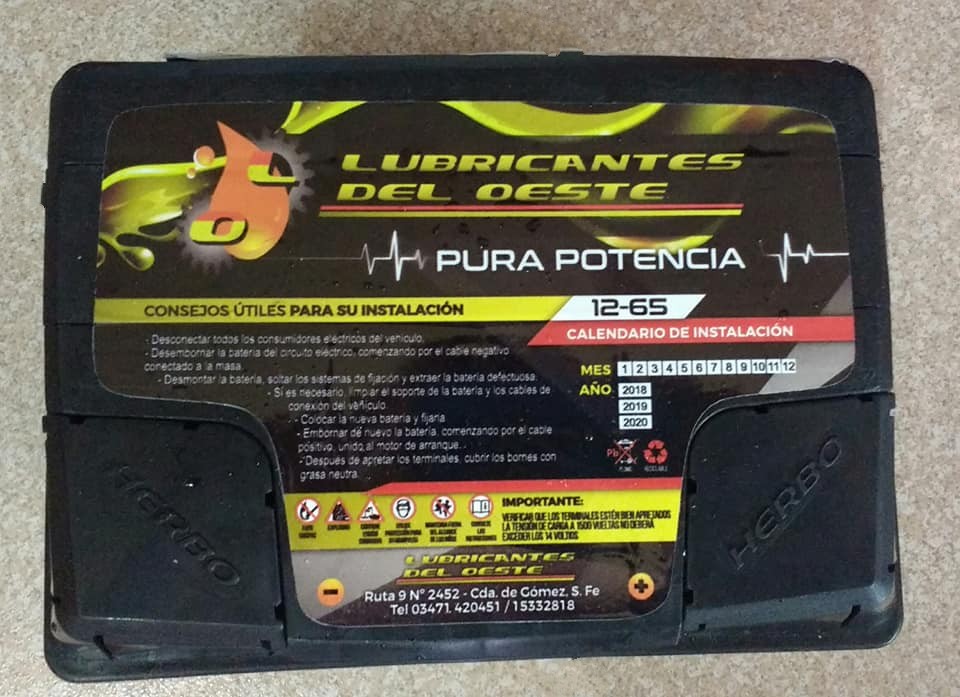 LUBRICANTES
DEL OESTE
PURA POTENCIA
CONSEJOS ÚTILES PARA SU INSTALACIÓN
12-65
CALENDARIO DE INSTALACIÓN
- Desconectar todos los consumidores eléctricos del vehículo.
- Desembornar la batería del circuito eléctrico, comenzando por el cable negativo
conectado a la masa.
- Desmontar la batería, soltar los sistemas de fijación y extraer la batería defectuosa.
- Si es necesario, limpiar el soporte de la batería y los cables de
conexión del vehículo.
- Colocar la nueva batería y fijarla
- Embornar de nuevo la batería, comenzando por el cable
positivo, unido al motor de arranque.
- Después de apretar los terminales, cubrir los bornes con
grasa neutra.
MES 1 2 3 4 5 6 7 8 9 10 11 12
AÑO 2018
2019
2020
Pb
PLOMO
RECICLABLE
IMPORTANTE:
VERIFICAR QUE LOS TERMINALES ESTÉN BIEN APRETADOS
LA TENSIÓN DE CARGA A 1500 VUELTAS NO DEBERÁ
EXCEDER LOS 14 VOLTIOS
EXPLOSIVO
LUBRICANTES
DEL OESTE
Ruta 9 N° 2452 - Cda. de Gómez, S. Fe
Tel 03471. 420451 / 15332818
HERBO
HERBO